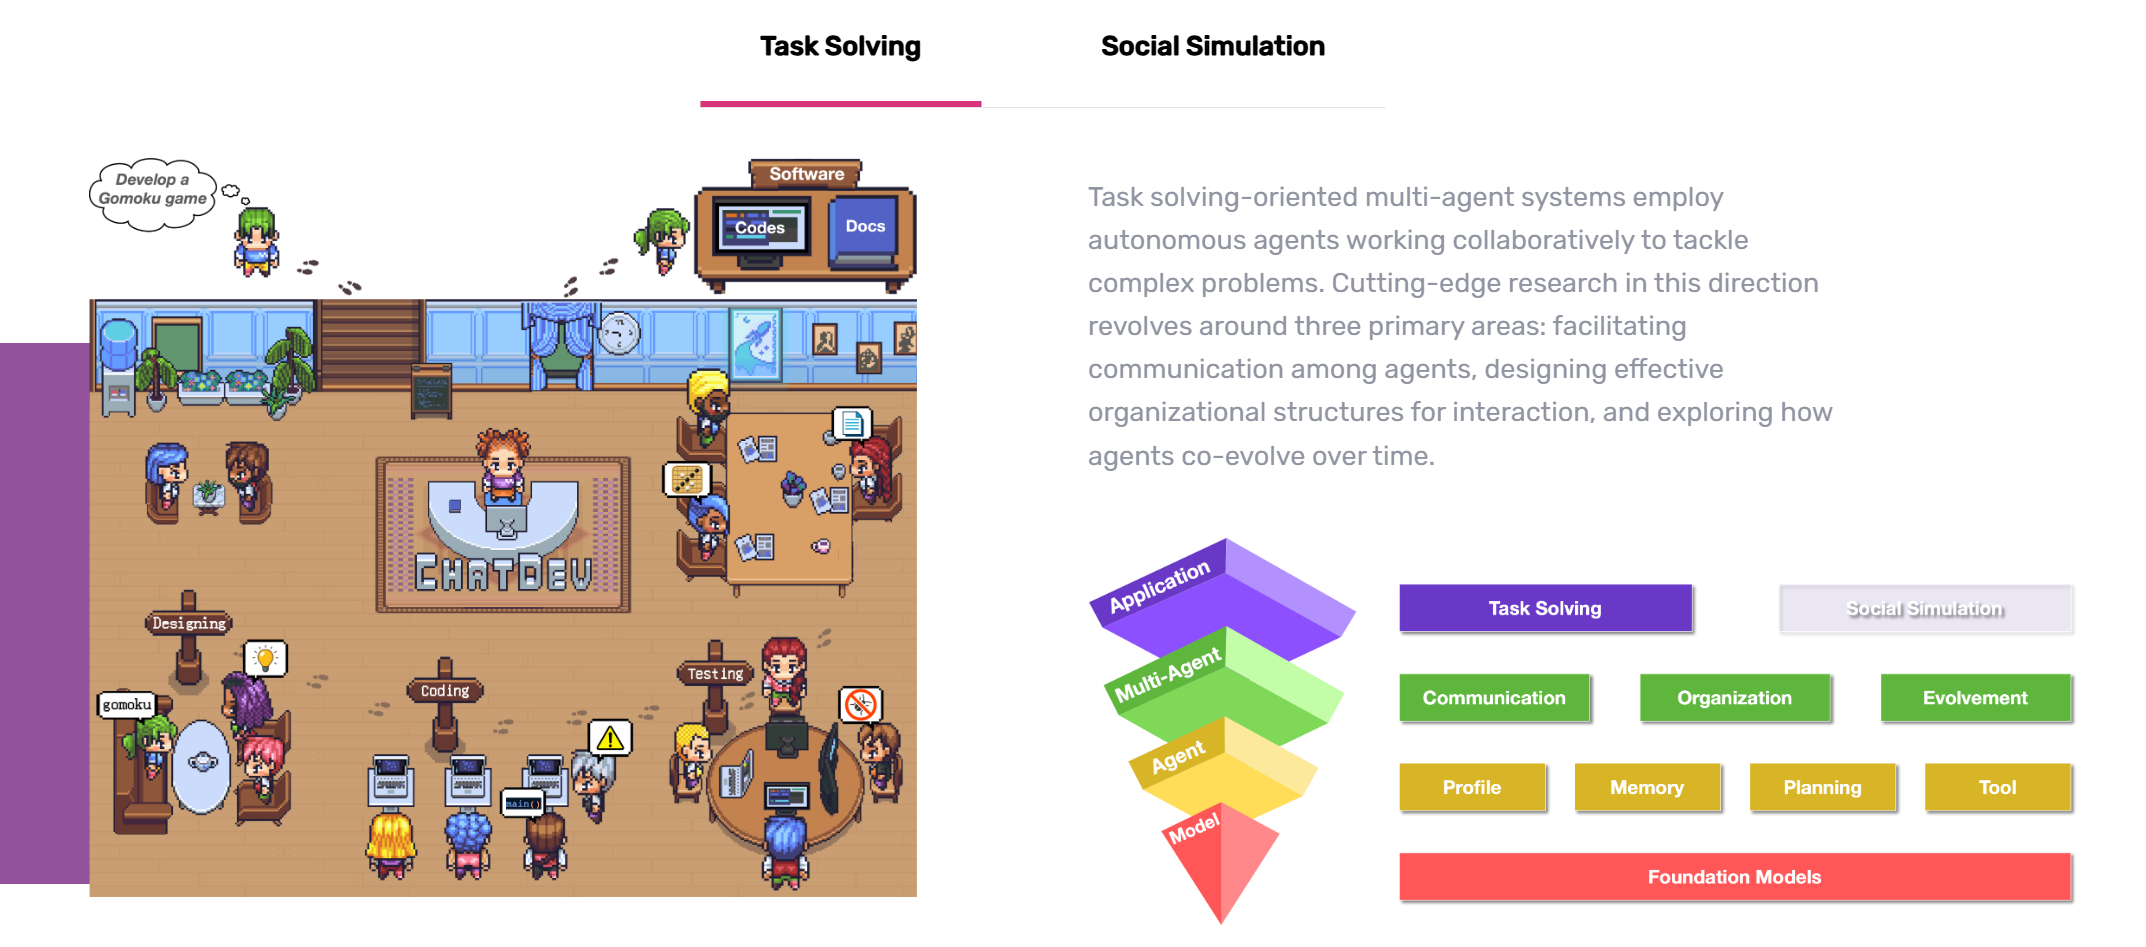 Task Solving
Social Simulation
Develop a
Gomoku game
Software
Codes
Docs
CHATDEV
Designing
gomoku
Coding
main()
Testing
Task solving-oriented multi-agent systems employ
autonomous agents working collaboratively to tackle
complex problems. Cutting-edge research in this direction
revolves around three primary areas: facilitating
communication among agents, designing effective
organizational structures for interaction, and exploring how
agents co-evolve over time.
Application
Task Solving
Social Simulation
Multi-Agent
Communication
Organization
Evolvement
Agent
Profile
Memory
Planning
Tool
Model
Foundation Models